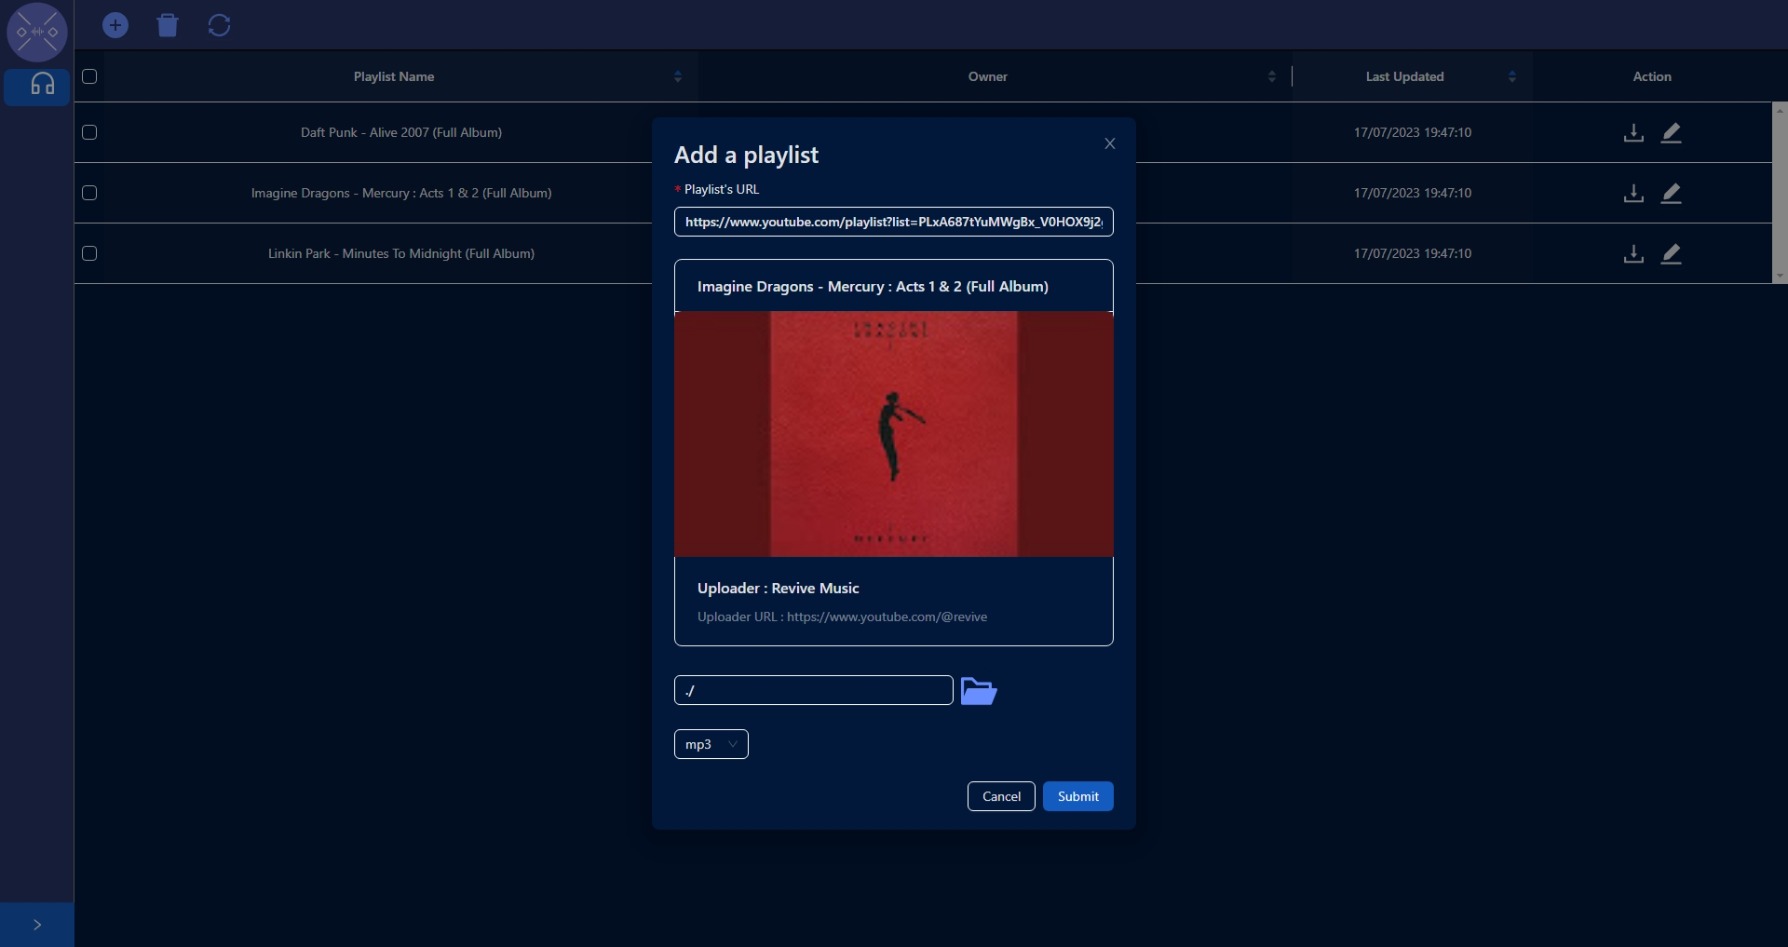 Playlist Name Owner Last Updated Action
Daft Punk - Alive 2007 (Full Album) 17/07/2023 19:47:10
Imagine Dragons - Mercury : Acts 1 & 2 (Full Album) 17/07/2023 19:47:10
Linkin Park - Minutes To Midnight (Full Album) 17/07/2023 19:47:10
Add a playlist
* Playlist's URL
https://www.youtube.com/playlist?list=PLxA687tYuMWgBx_V0HOX9j2
Imagine Dragons - Mercury : Acts 1 & 2 (Full Album)
IMAGINE
DRAGONS
MERCURY
Uploader : Revive Music
Uploader URL : https://www.youtube.com/@revive
./
mp3
Cancel Submit